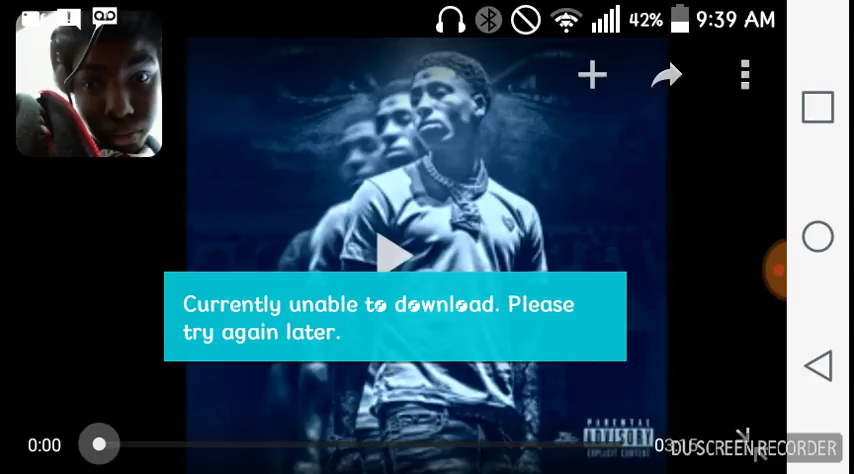 42% 9:39 AM
Currently unable to download. Please
try again later.
PARENTAL
ADVISORY
EXPLICIT CONTENT
0:00
DU SCREEN RECORDER